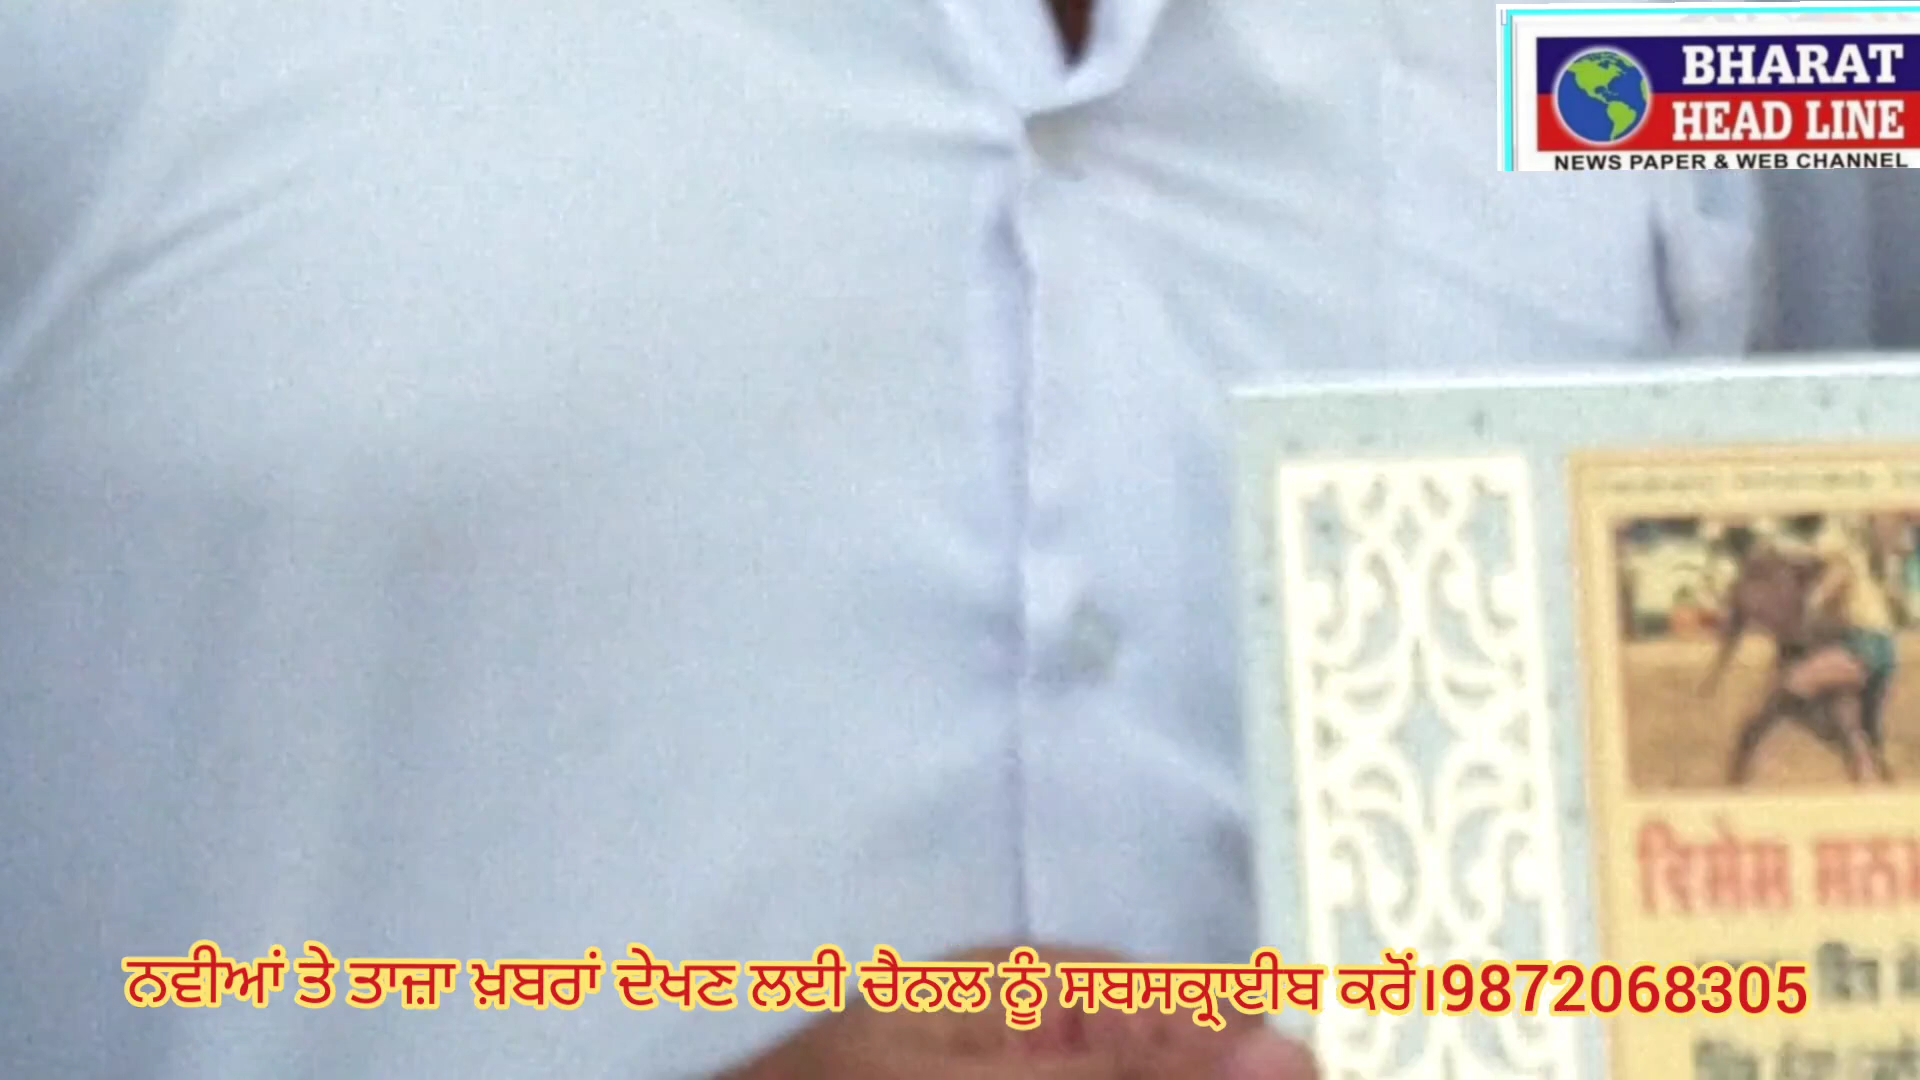 BHARAT
HEAD LINE
NEWS PAPER & WEB CHANNEL
ਵਿਸ਼ੇਸ਼
ਨਵੀਆਂ ਤੇ ਤਾਜ਼ਾ ਖ਼ਬਰਾਂ ਦੇਖਣ ਲਈ ਚੈਨਲ ਨੂੰ ਸਬਸਕ੍ਰਾਈਬ ਕਰੋਂ।9872068305